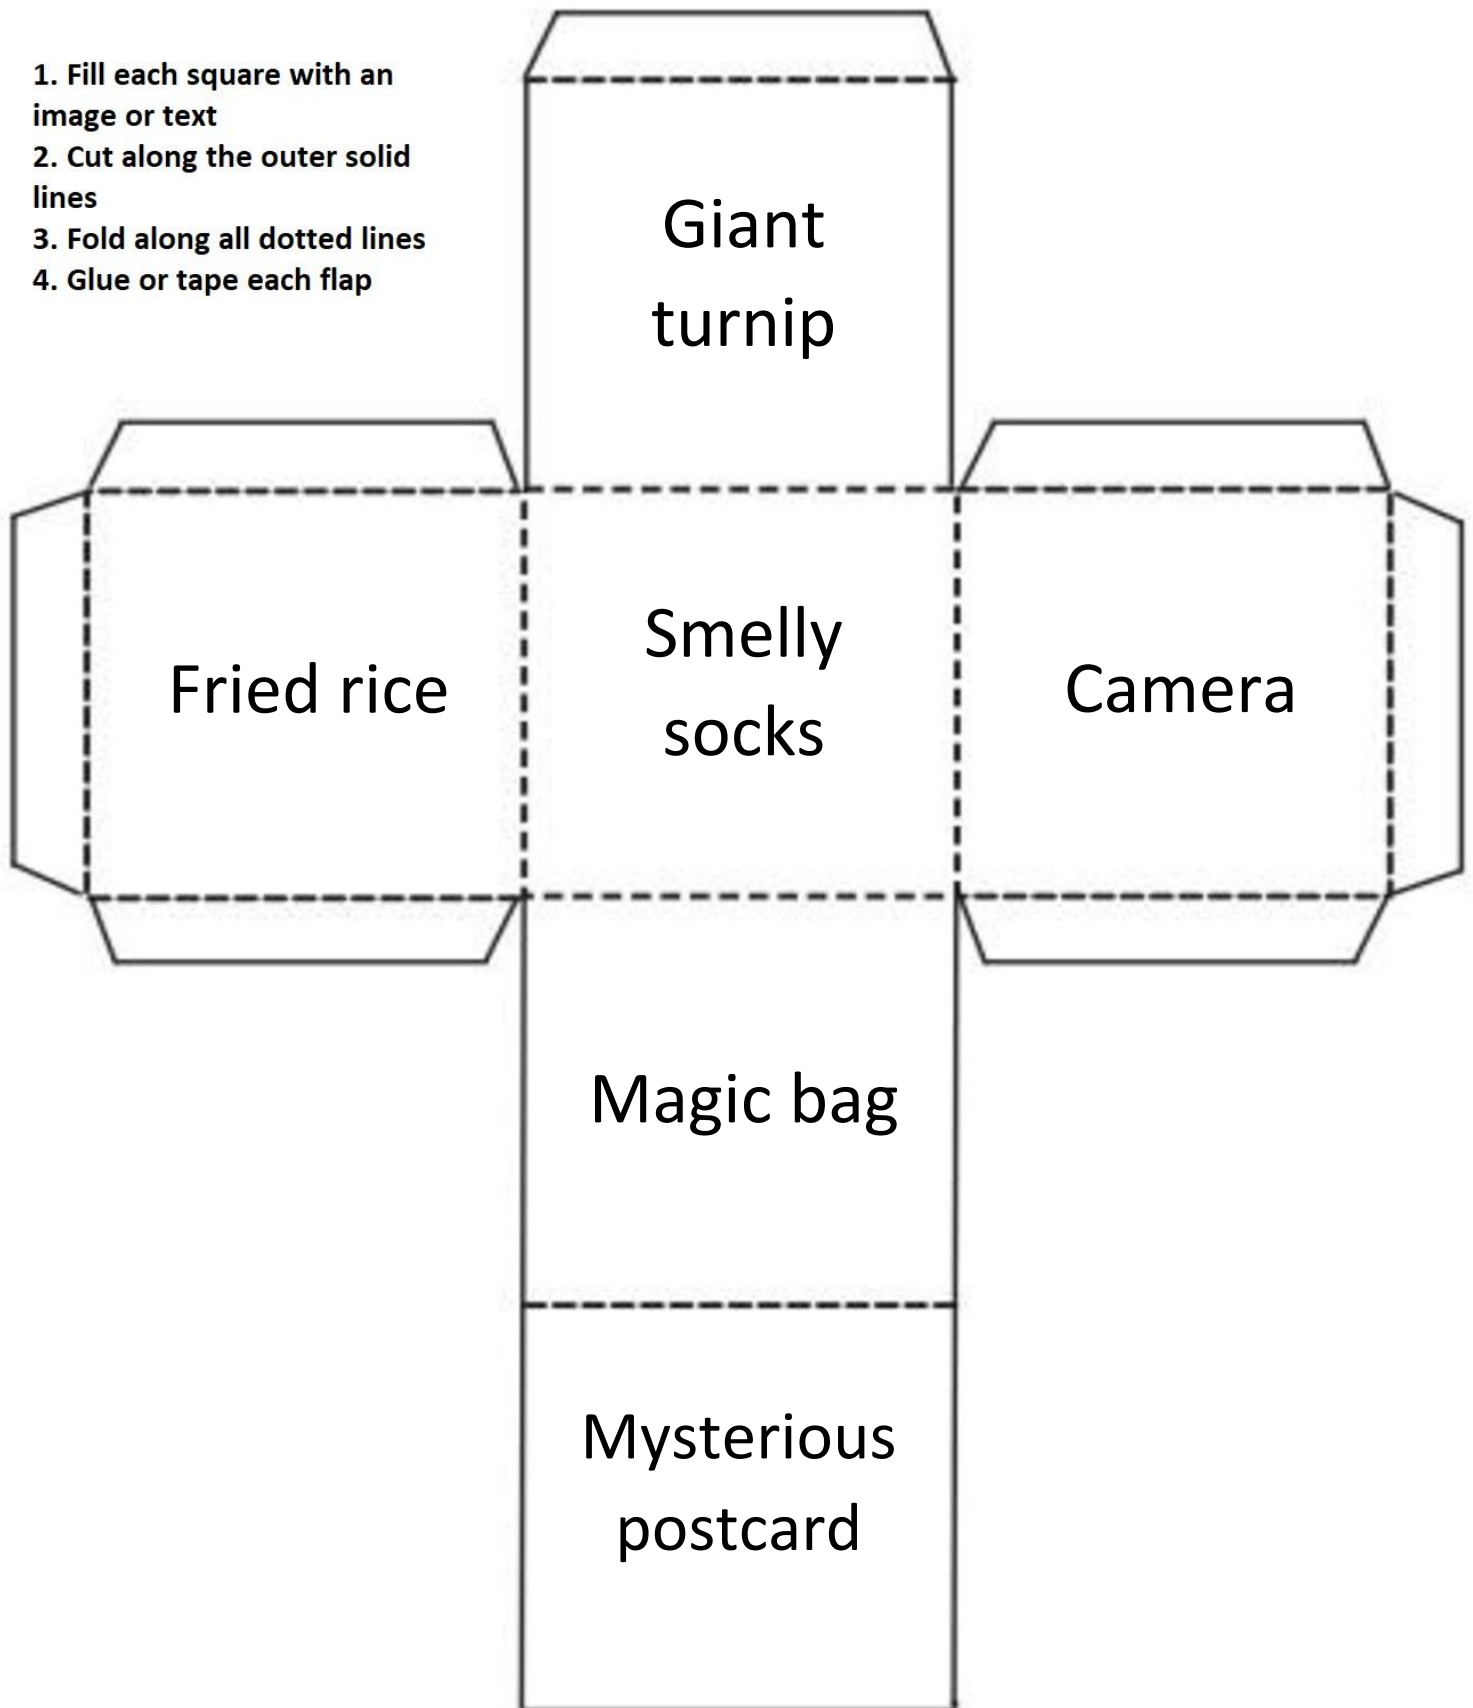 1. Fill each square with an
image or text
2. Cut along the outer solid
lines
3. Fold along all dotted lines
4. Glue or tape each flap
Giant
turnip
Fried rice
Smelly
socks
Camera
Magic bag
Mysterious
postcard